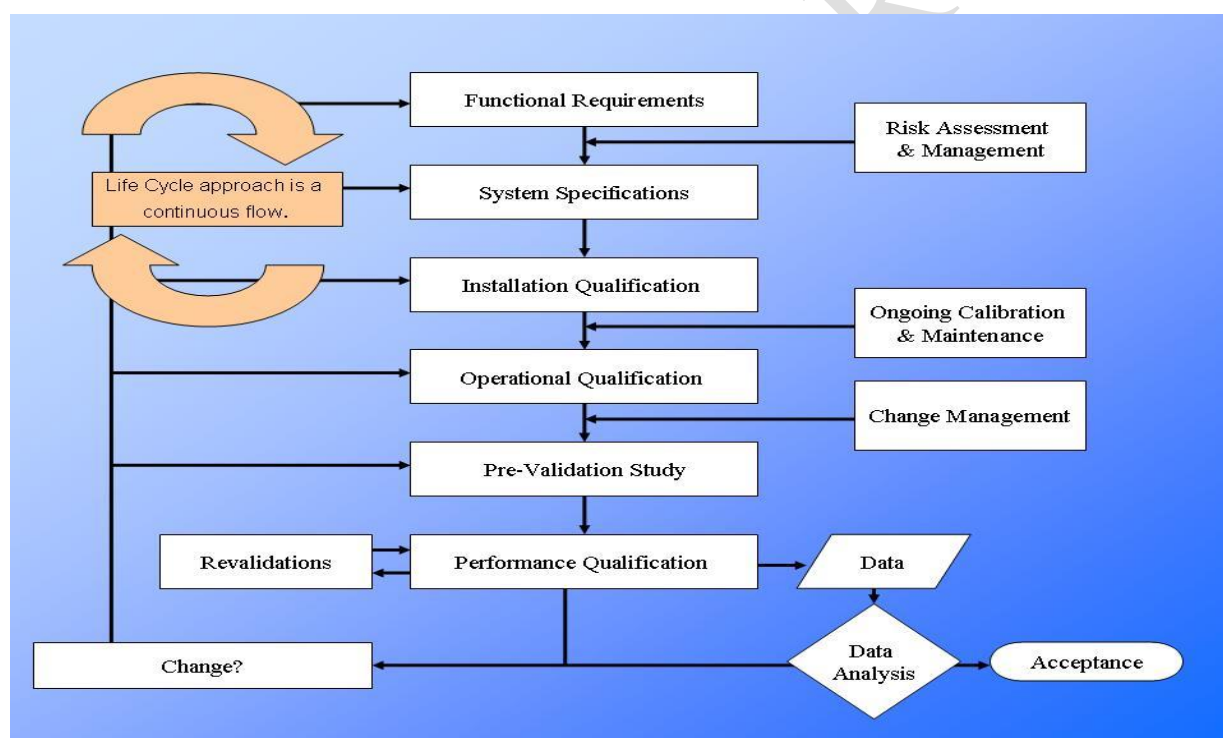 Functional Requirements
Risk Assessment
& Management
Life Cycle approach is a
continuous flow.
System Specifications
Installation Qualification
Ongoing Calibration
& Maintenance
Operational Qualification
Change Management
Pre-Validation Study
Revalidations
Performance Qualification
Data
Change?
Data
Analysis
Acceptance